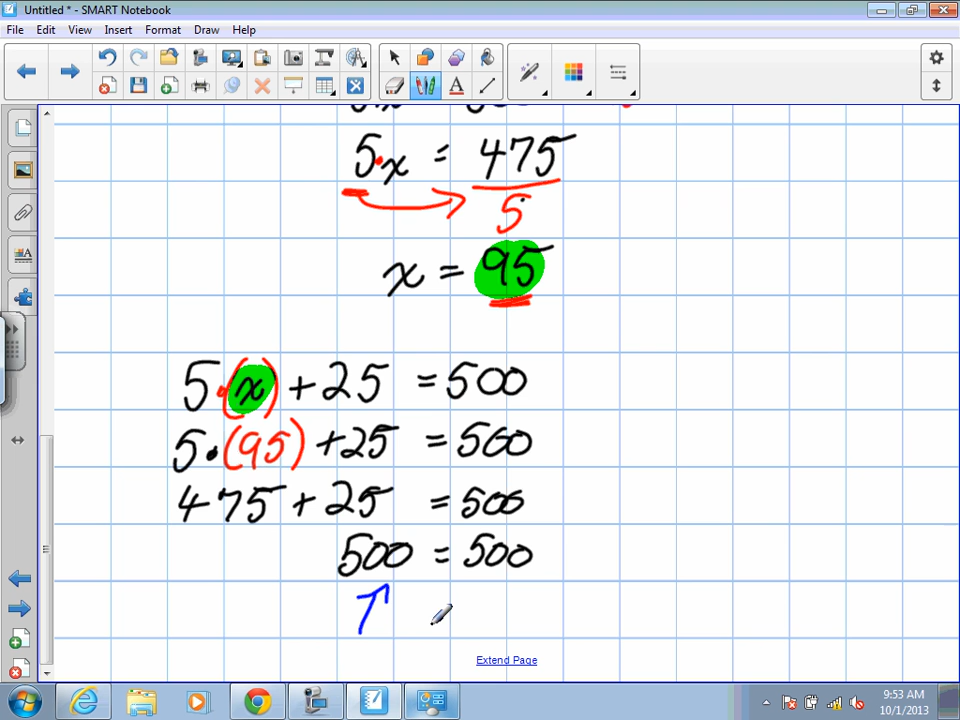 Untitled * - SMART Notebook
File Edit View Insert Format Draw Help
5·x = 475
5
x = 95
5·(x) +25 =500
5·(95) +25 =500
475+25 =500
500 =500
Extend Page
9:53 AM
10/1/2013